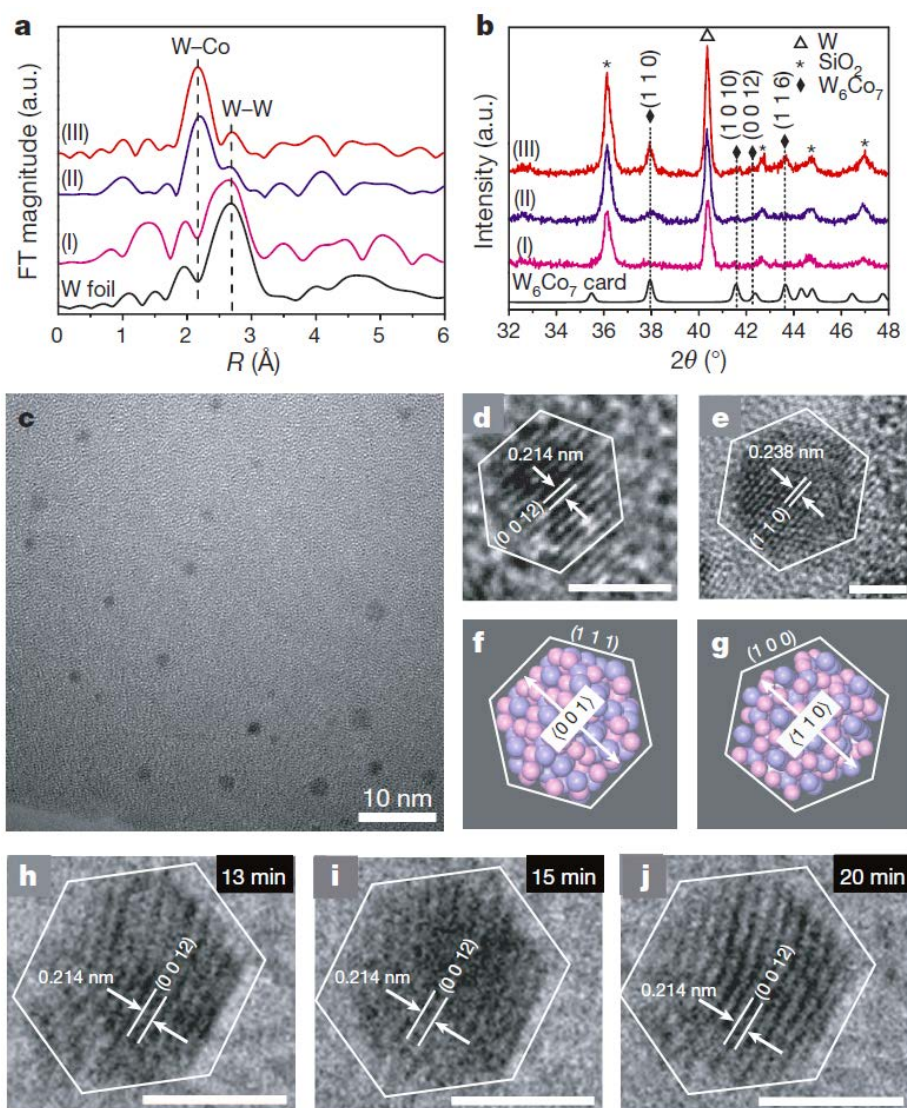 a
FT magnitude (a.u.)
W–Co
W–W
(III)
(II)
(I)
W foil
0 1 2 3 4 5 6
R (Å)
b
Intensity (a.u.)
△ W
* SiO₂
◆ W₆Co₇
(1 1 0)
(1 0 10)
(0 0 12)
(1 1 6)
(III)
(II)
(I)
W₆Co₇ card
32 36 38 40 42 44 46 48
2θ (°)
c
10 nm
d
0.214 nm
(0 0 12)
e
0.238 nm
(1 1 0)
f
(1 1 1)
⟨0 0 1⟩
g
(1 0 0)
⟨1 1 0⟩
h
13 min
0.214 nm
(0 0 12)
i
15 min
0.214 nm
(0 0 12)
j
20 min
0.214 nm
(0 0 12)